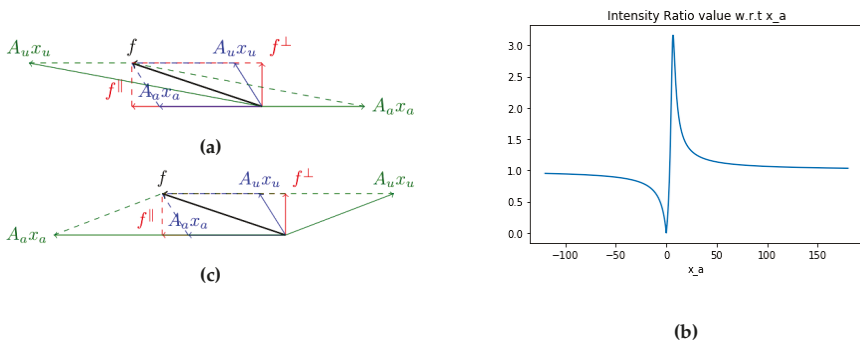 A_u x_u
f
A_u x_u
f^⊥
f^∥
A_a x_a
A_a x_a
(a)
f
A_u x_u
f^⊥
A_u x_u
f^∥
A_a x_a
A_a x_a
(c)
Intensity Ratio value w.r.t x_a
3.0
2.5
2.0
1.5
1.0
0.5
0.0
−100
−50
0
50
100
150
x_a
(b)